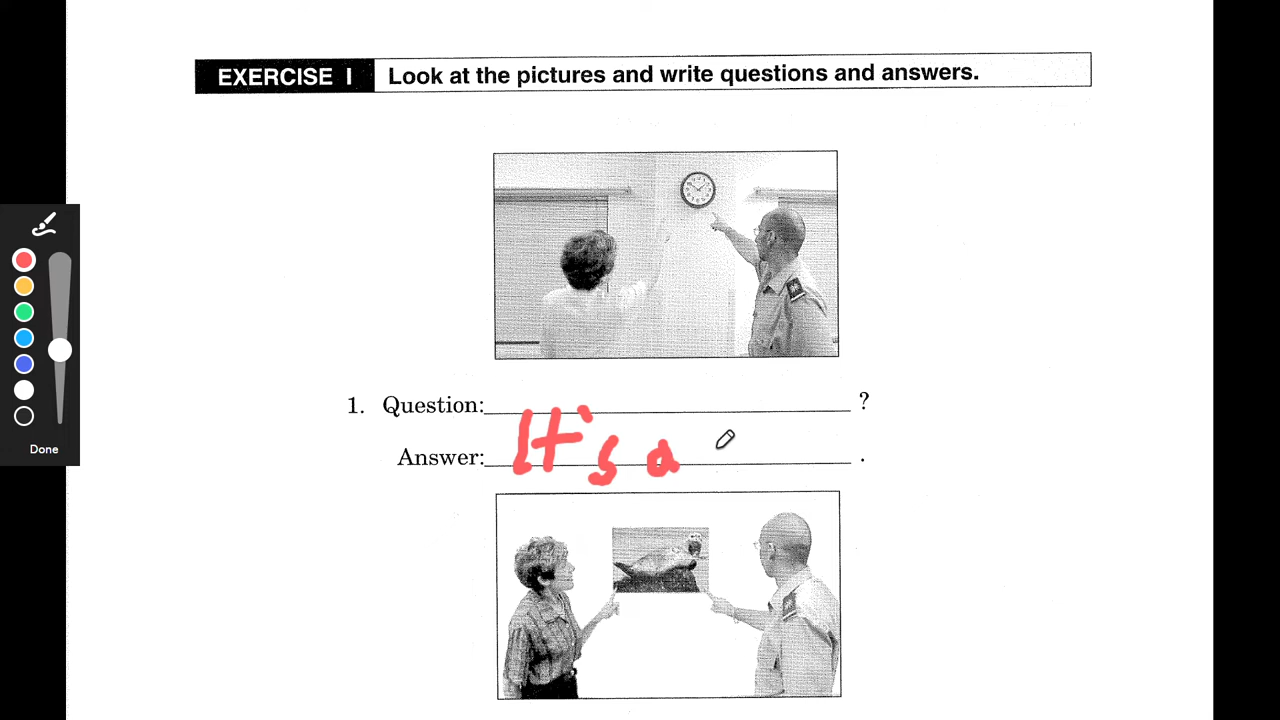 EXERCISE I Look at the pictures and write questions and answers.
1. Question: ?
Answer: It's a .
Done